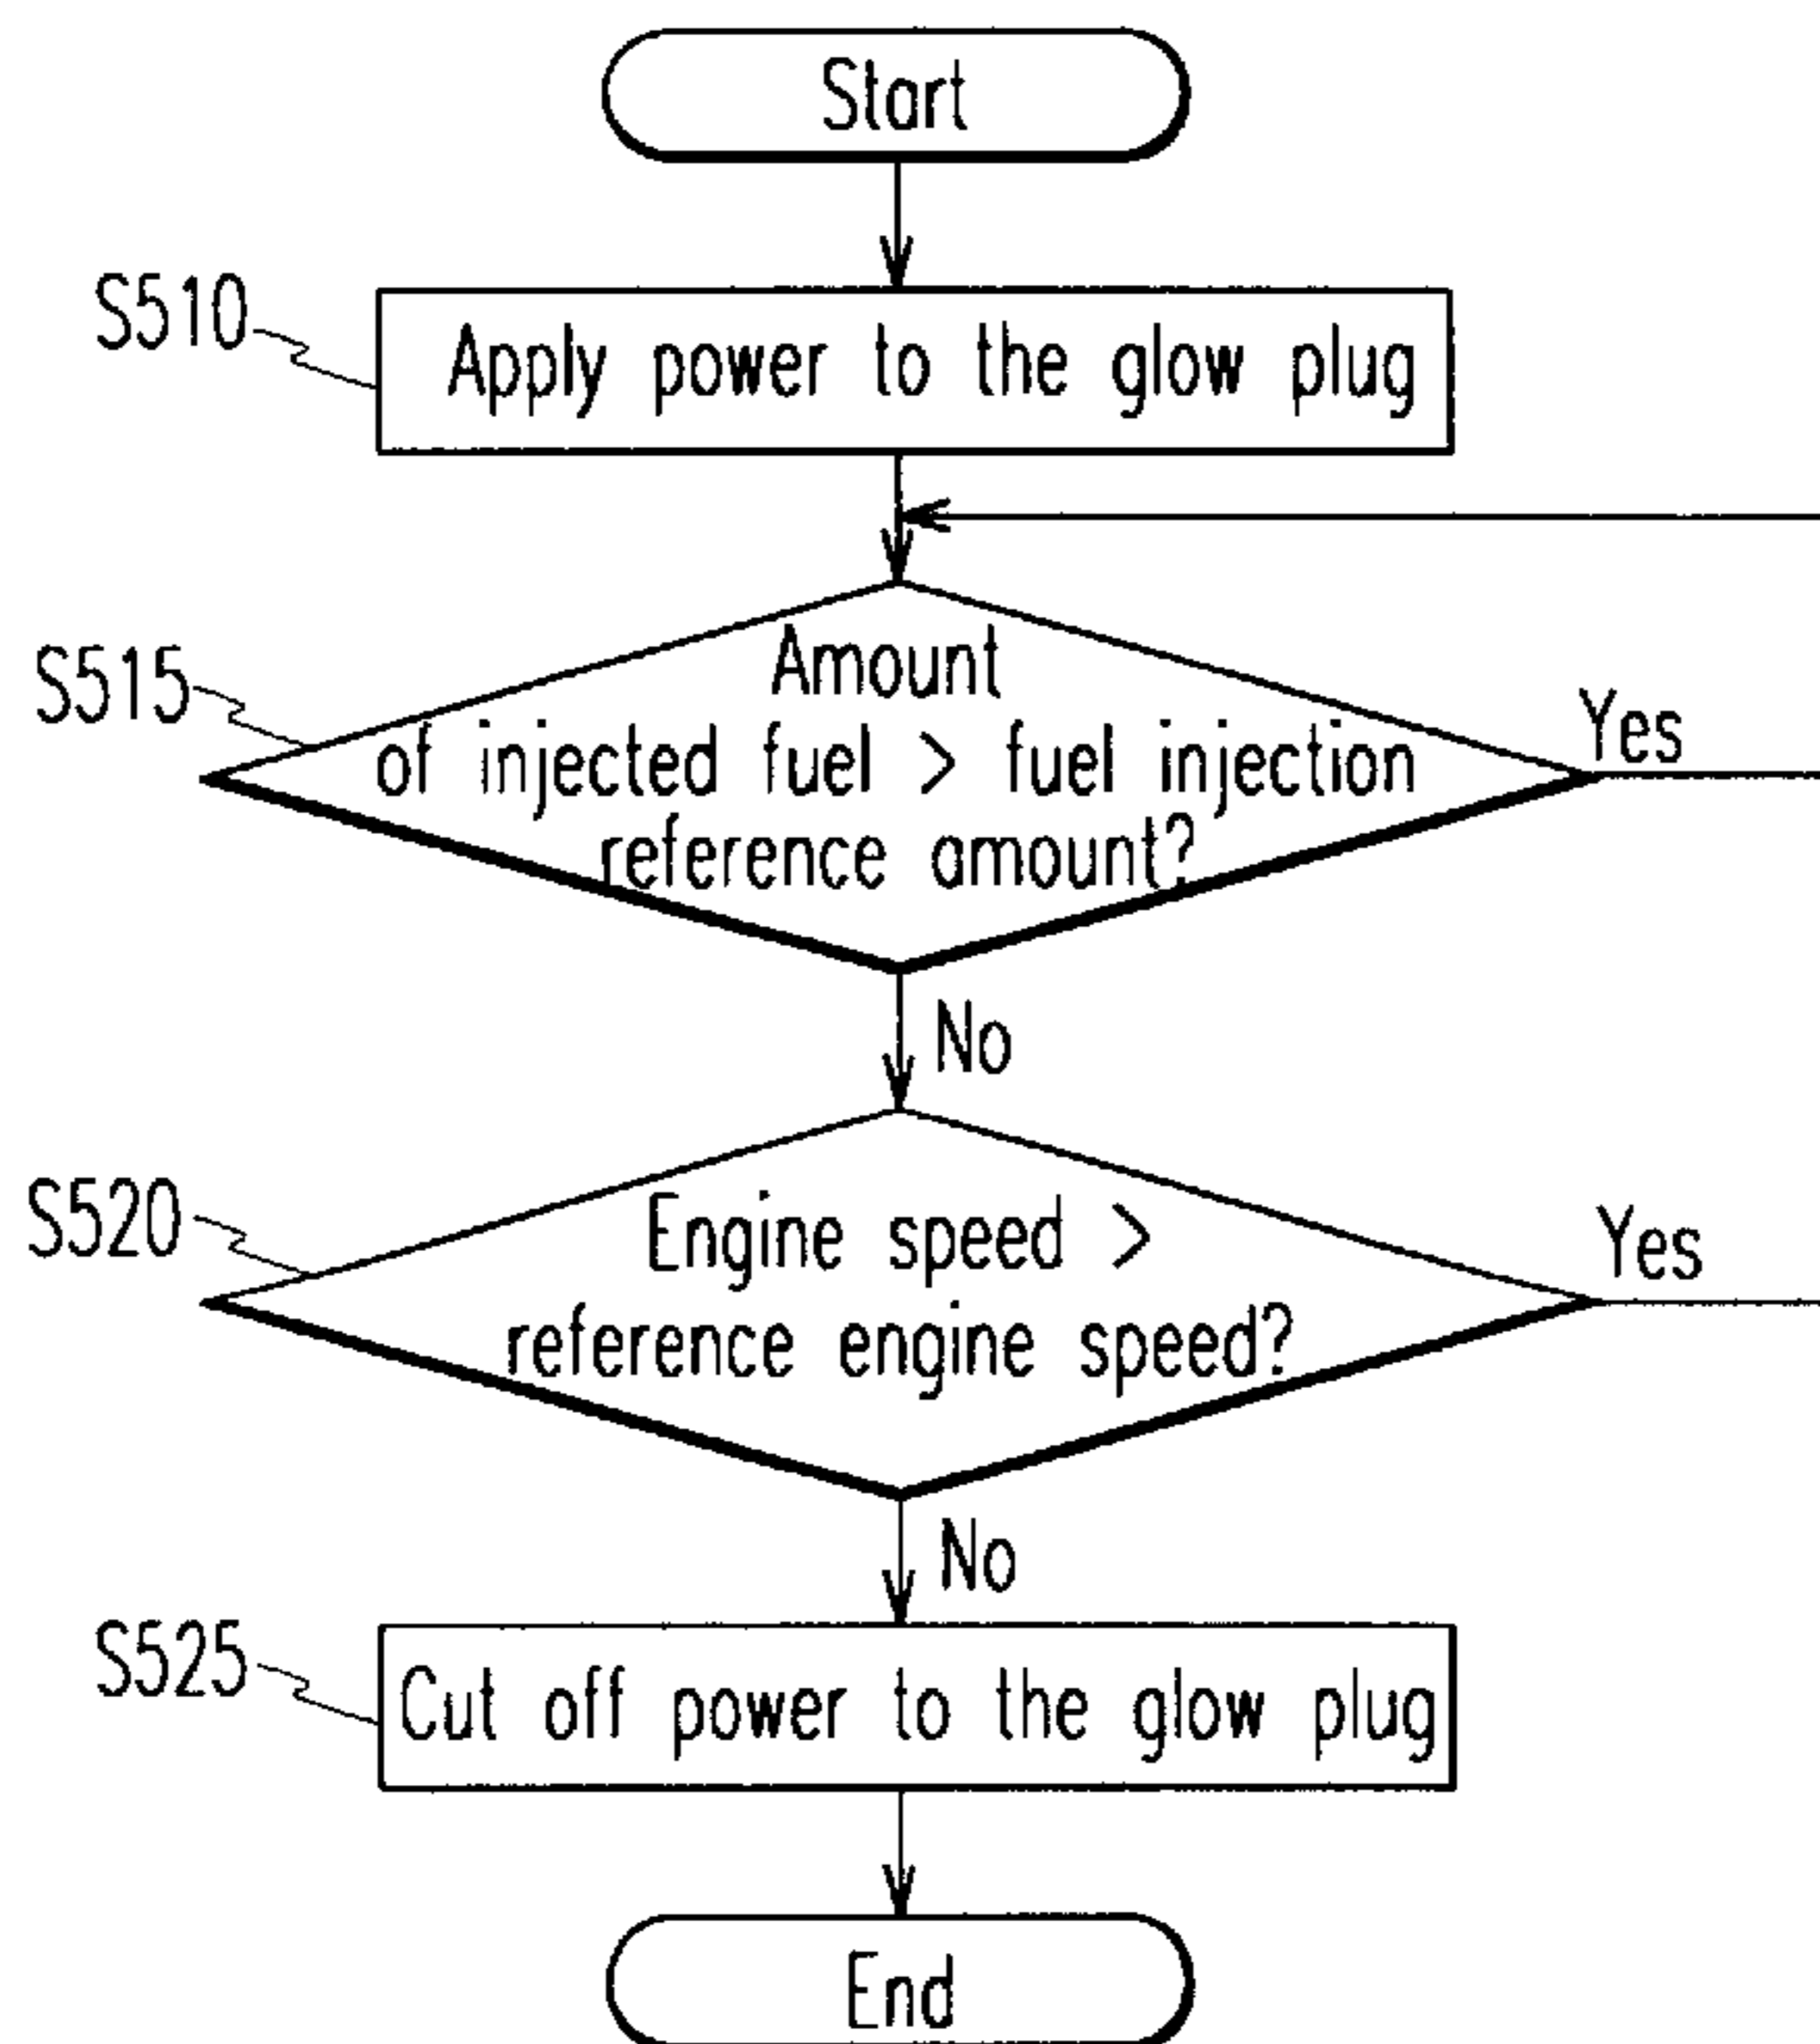 Start
S510
Apply power to the glow plug
S515
Amount
of injected fuel > fuel injection
reference amount?
Yes
No
S520
Engine speed >
reference engine speed?
Yes
No
S525
Cut off power to the glow plug
End